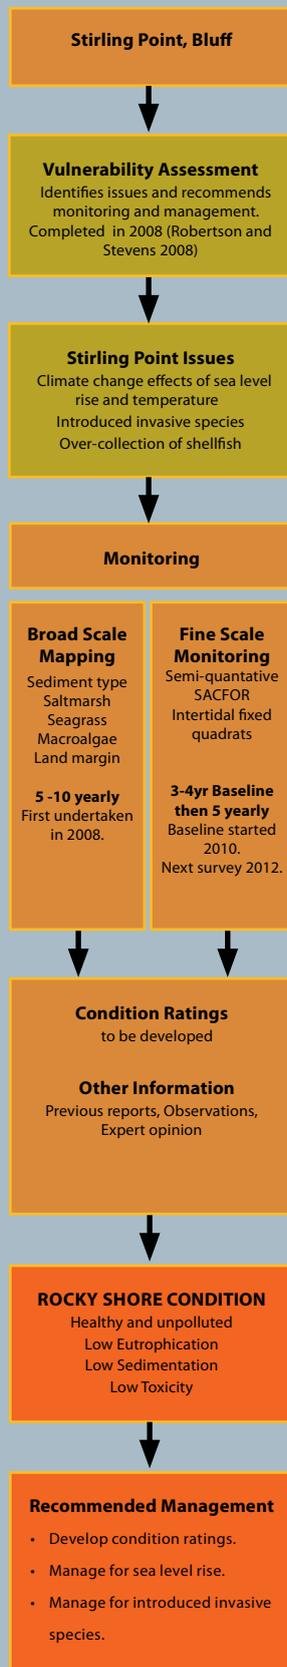 Stirling Point, Bluff
Vulnerability Assessment
Identifies issues and recommends
monitoring and management.
Completed in 2008 (Robertson and
Stevens 2008)
Stirling Point Issues
Climate change effects of sea level
rise and temperature
Introduced invasive species
Over-collection of shellfish
Monitoring
Broad Scale
Mapping
Sediment type
Saltmarsh
Seagrass
Macroalgae
Land margin
5 -10 yearly
First undertaken
in 2008.
Fine Scale
Monitoring
Semi-quantative
SACFOR
Intertidal fixed
quadrats
3-4yr Baseline
then 5 yearly
Baseline started
2010.
Next survey 2012.
Condition Ratings
to be developed
Other Information
Previous reports, Observations,
Expert opinion
ROCKY SHORE CONDITION
Healthy and unpolluted
Low Eutrophication
Low Sedimentation
Low Toxicity
Recommended Management
• Develop condition ratings.
• Manage for sea level rise.
• Manage for introduced invasive
species.